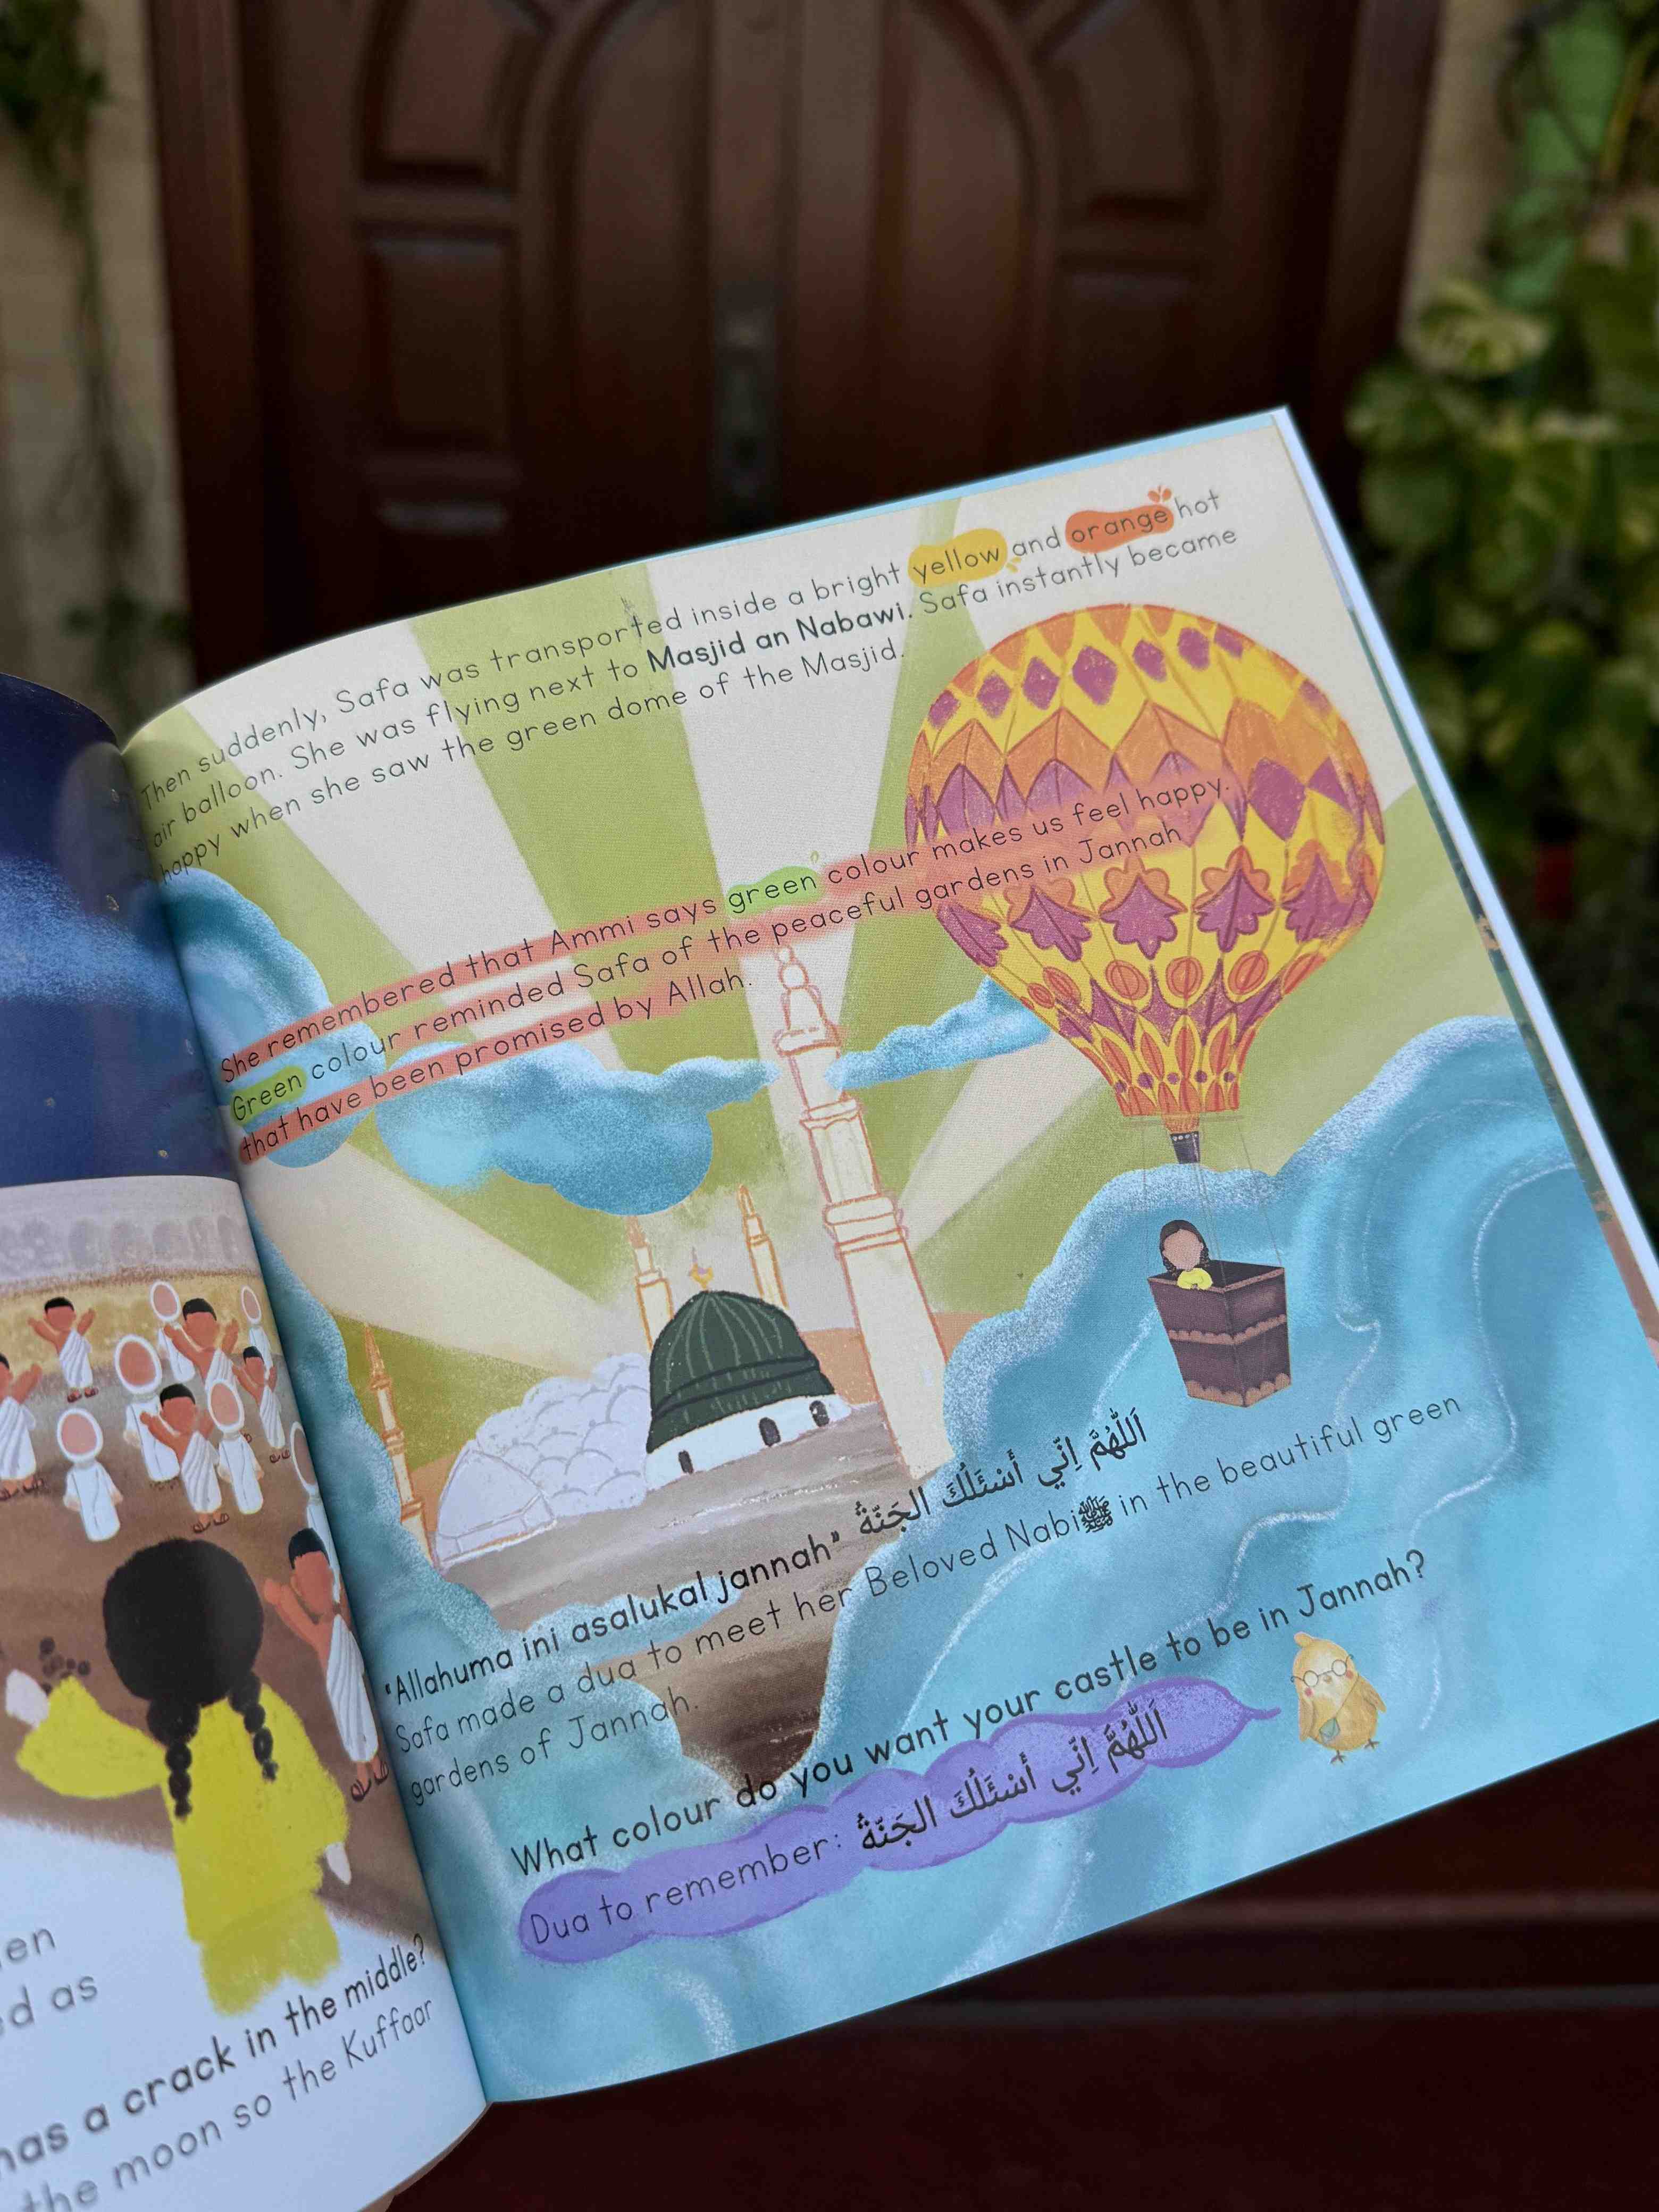 Then suddenly, Safa was transported inside a bright yellow and orange hot
air balloon. She was flying next to Masjid an Nabawi. Safa instantly became
happy when she saw the green dome of the Masjid.
She remembered that Ammi says green colour makes us feel happy.
Green colour reminded Safa of the peaceful gardens in Jannah
that have been promised by Allah.
"Allahuma ini asalukal jannah" اَللّٰهُمَّ اِنِّي أَسْئَلُكَ الجَنّةُ
Safa made a dua to meet her Beloved Nabiﷺ in the beautiful green
gardens of Jannah.
What colour do you want your castle to be in Jannah?
Dua to remember: اَللّٰهُمَّ اِنِّي أَسْئَلُكَ الجَنّةُ
en
d as
has a crack in the middle?
the moon so the Kuffaar